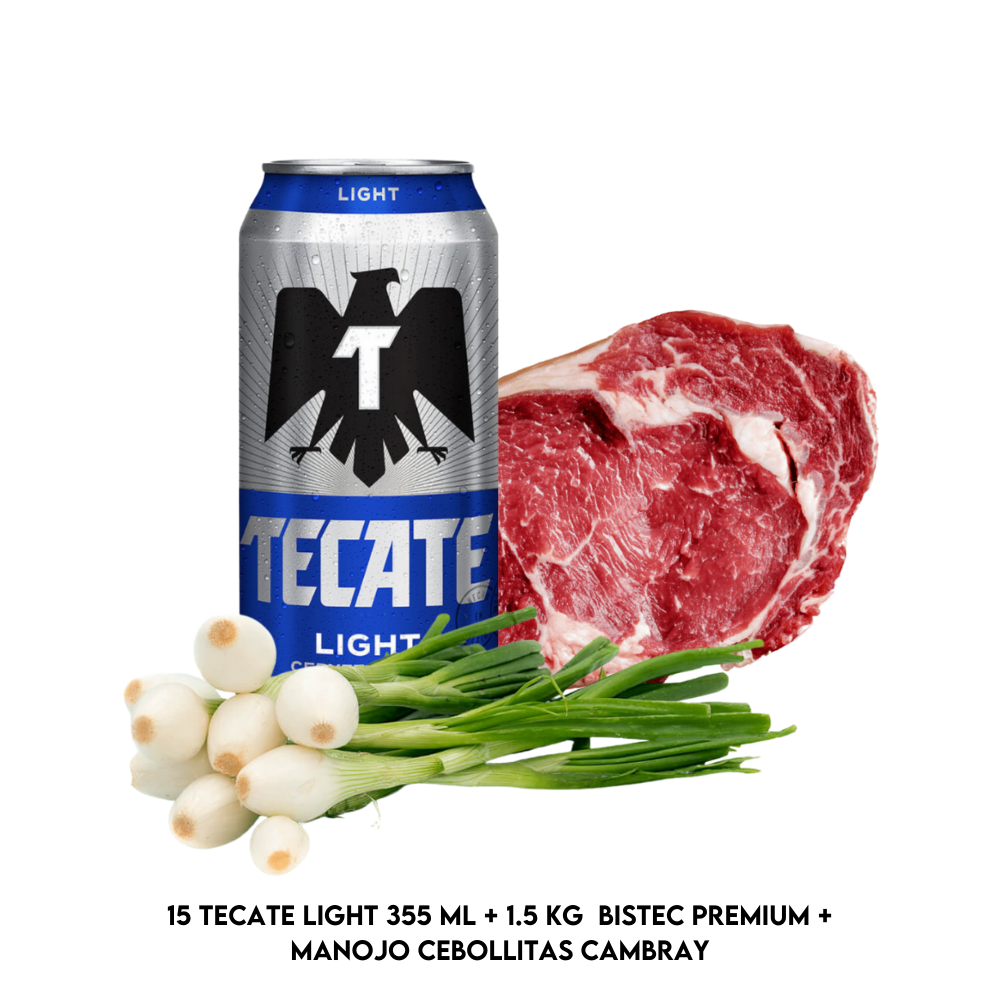 LIGHT
T
TECATE
LIGHT
15 TECATE LIGHT 355 ML + 1.5 KG BISTEC PREMIUM +
MANOJO CEBOLLITAS CAMBRAY